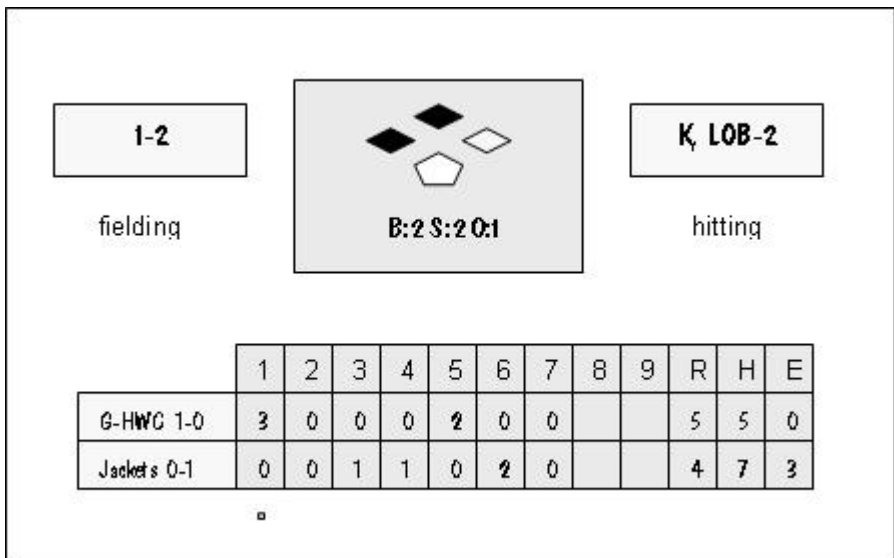 1-2
K, LOB-2
fielding
B:2 S:2 O:1
hitting
1 2 3 4 5 6 7 8 9 R H E
G-HWC 1-0 3 0 0 0 2 0 0 5 5 0
Jackets 0-1 0 0 1 1 0 2 0 4 7 3